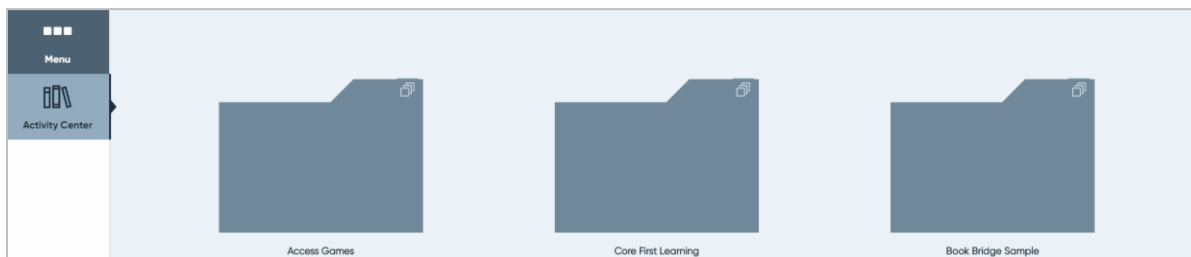 Menu
Activity Center
Access Games
Core First Learning
Book Bridge Sample